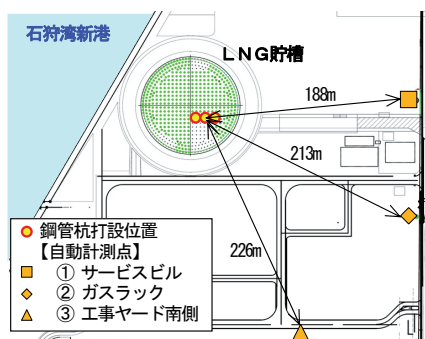 石狩湾新港
LNG貯槽
188m
213m
226m
鋼管杭打設位置
【自動計測点】
① サービスビル
② ガスラック
③ 工事ヤード南側